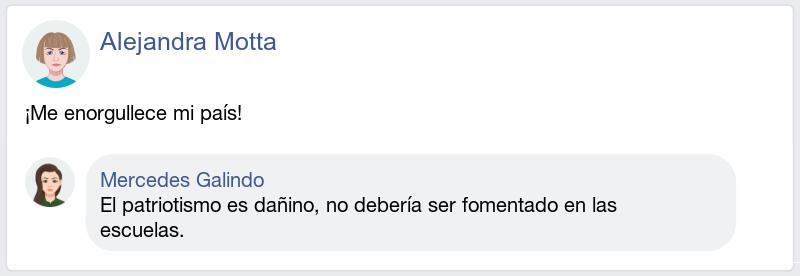 Alejandra Motta
¡Me enorgullece mi país!
Mercedes Galindo
El patriotismo es dañino, no debería ser fomentado en las
escuelas.